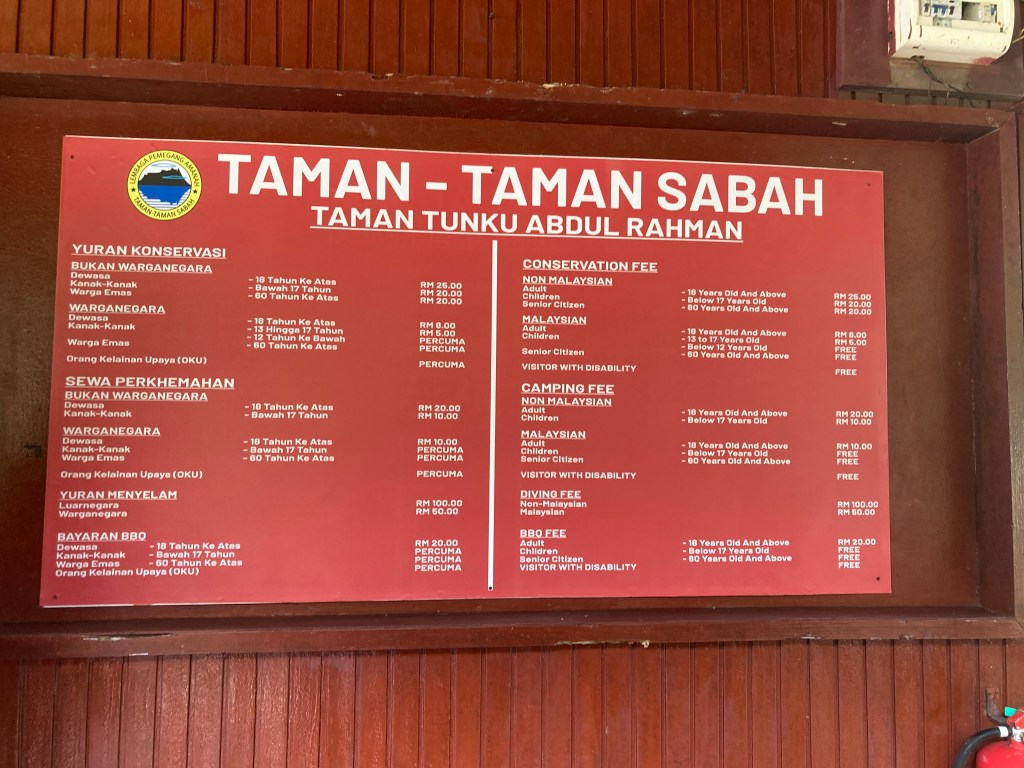 LEMBAGA PEMEGANG AMANAH
TAMAN-TAMAN SABAH
TAMAN - TAMAN SABAH
TAMAN TUNKU ABDUL RAHMAN
YURAN KONSERVASI
BUKAN WARGANEGARA
Dewasa - 18 Tahun Ke Atas RM 25.00
Kanak-Kanak - Bawah 17 Tahun RM 20.00
Warga Emas - 60 Tahun Ke Atas RM 20.00
WARGANEGARA
Dewasa - 18 Tahun Ke Atas RM 6.00
Kanak-Kanak - 13 Hingga 17 Tahun RM 5.00
- 12 Tahun Ke Bawah PERCUMA
Warga Emas - 60 Tahun Ke Atas PERCUMA
Orang Kelainan Upaya (OKU) PERCUMA
SEWA PERKHEMAHAN
BUKAN WARGANEGARA
Dewasa - 18 Tahun Ke Atas RM 20.00
Kanak-Kanak - Bawah 17 Tahun RM 10.00
WARGANEGARA
Dewasa - 18 Tahun Ke Atas RM 10.00
Kanak-Kanak - Bawah 17 Tahun PERCUMA
Warga Emas - 60 Tahun Ke Atas PERCUMA
Orang Kelainan Upaya (OKU) PERCUMA
YURAN MENYELAM
Luarnegara RM 100.00
Warganegara RM 50.00
BAYARAN BBQ
Dewasa - 18 Tahun Ke Atas RM 20.00
Kanak-Kanak - Bawah 17 Tahun PERCUMA
Warga Emas - 60 Tahun Ke Atas PERCUMA
Orang Kelainan Upaya (OKU) PERCUMA
CONSERVATION FEE
NON MALAYSIAN
Adult - 18 Years Old And Above RM 25.00
Children - Below 17 Years Old RM 20.00
Senior Citizen - 60 Years Old And Above RM 20.00
MALAYSIAN
Adult - 18 Years Old And Above RM 6.00
Children - 13 to 17 Years Old RM 5.00
- Below 12 Years Old FREE
Senior Citizen - 60 Years Old And Above FREE
VISITOR WITH DISABILITY FREE
CAMPING FEE
NON MALAYSIAN
Adult - 18 Years Old And Above RM 20.00
Children - Below 17 Years Old RM 10.00
MALAYSIAN
Adult - 18 Years Old And Above RM 10.00
Children - Below 17 Years Old FREE
Senior Citizen - 60 Years Old And Above FREE
VISITOR WITH DISABILITY FREE
DIVING FEE
Non-Malaysian RM 100.00
Malaysian RM 50.00
BBQ FEE
Adult - 18 Years Old And Above RM 20.00
Children - Below 17 Years Old FREE
Senior Citizen - 60 Years Old And Above FREE
VISITOR WITH DISABILITY FREE